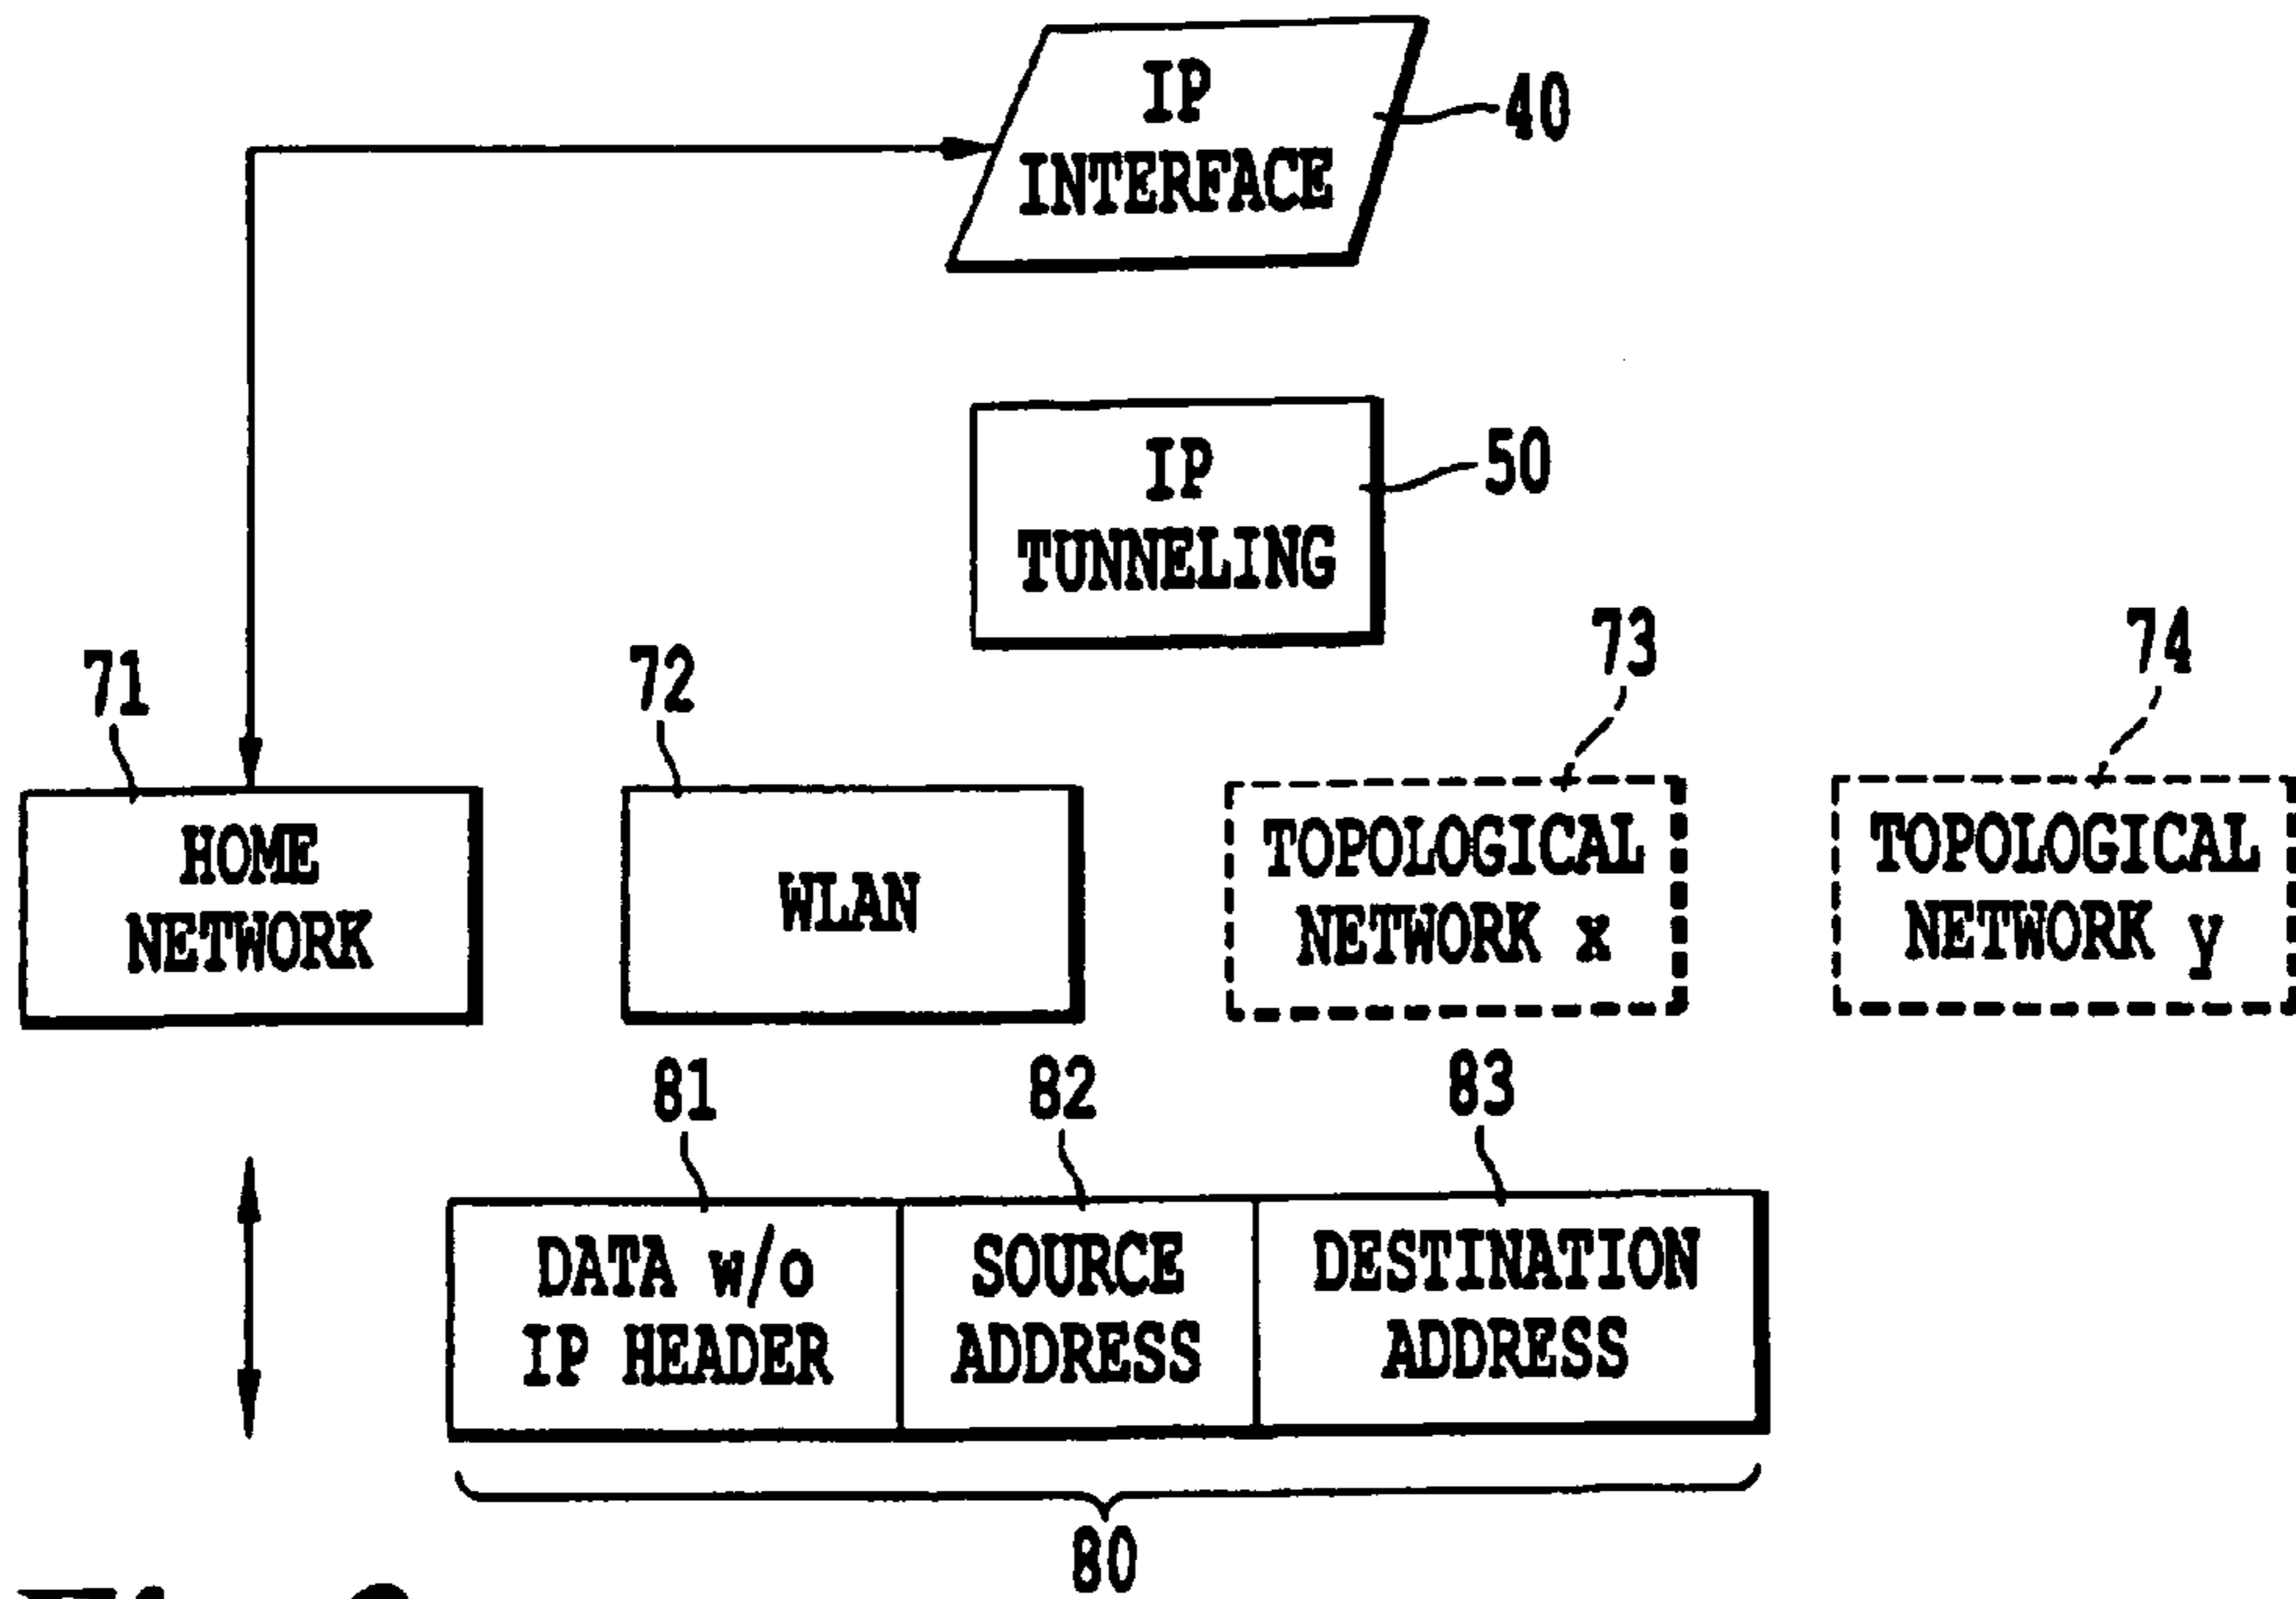 IP
INTERFACE
40
IP
TUNNELING
50
71
72
73
74
HOME
NETWORK
WLAN
TOPOLOGICAL
NETWORK x
TOPOLOGICAL
NETWORK y
81
82
83
DATA w/o
IP HEADER
SOURCE
ADDRESS
DESTINATION
ADDRESS
80